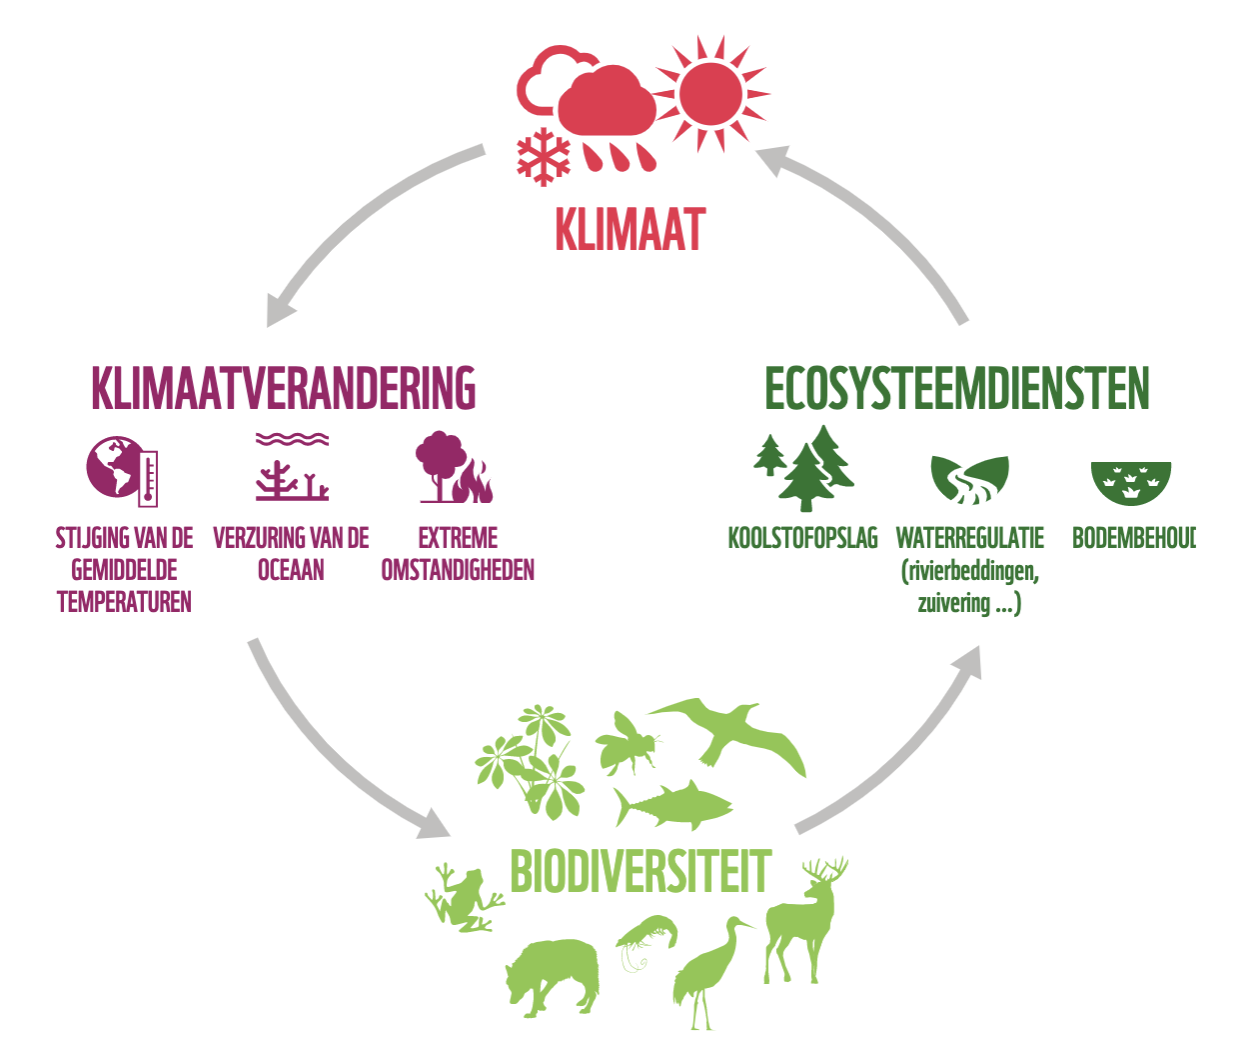 KLIMAAT
KLIMAATVERANDERING
STIJGING VAN DE
GEMIDDELDE
TEMPERATUREN
VERZURING VAN DE
OCEAAN
EXTREME
OMSTANDIGHEDEN
ECOSYSTEEMDIENSTEN
KOOLSTOFOPSLAG
WATERREGULATIE
(rivierbeddingen,
zuivering ...)
BODEMBEHOUD
BIODIVERSITEIT